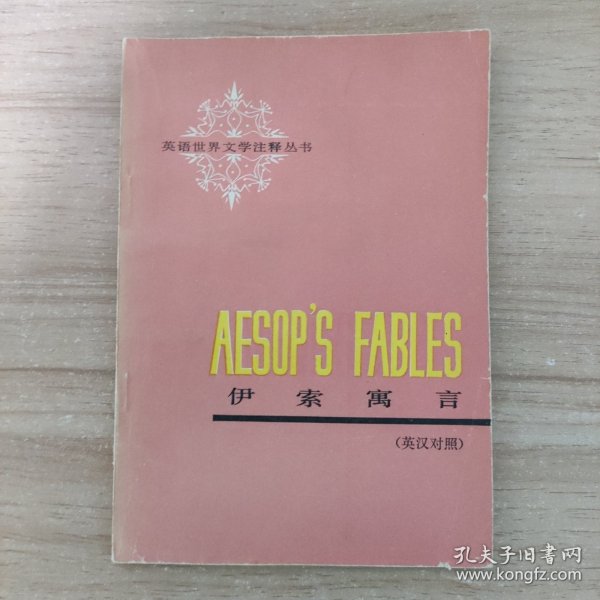 英语世界文学注释丛书
AESOP'S FABLES
伊索寓言
(英汉对照)
孔夫子旧书网
www.kongfz.com